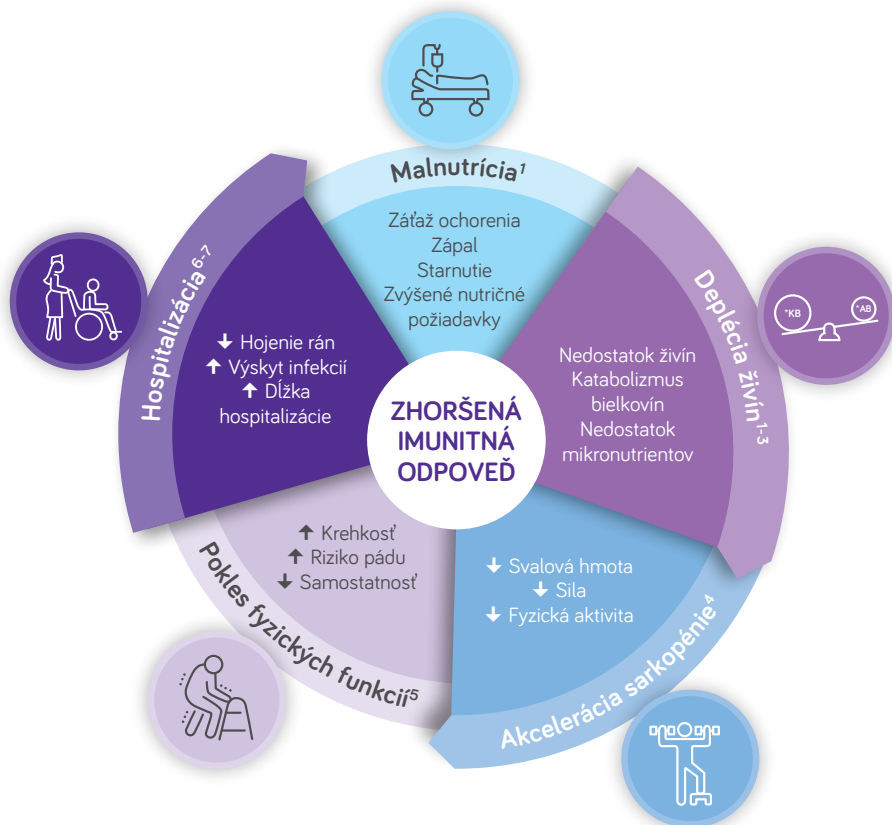 Malnutrícia¹
Záťaž ochorenia
Zápal
Starnutie
Zvýšené nutričné
požiadavky
Deplécia živín¹⁻³
*KB
*AB
Nedostatok živín
Katabolizmus
bielkovín
Nedostatok
mikronutrientov
Akcelerácia sarkopénie⁴
↓ Svalová hmota
↓ Sila
↓ Fyzická aktivita
Pokles fyzických funkcií⁵
↑ Krehkosť
↑ Riziko pádu
↓ Samostatnosť
Hospitalizácia⁶⁻⁷
↓ Hojenie rán
↑ Výskyt infekcií
↑ Dĺžka
hospitalizácie
ZHORŠENÁ
IMUNITNÁ
ODPOVEĎ